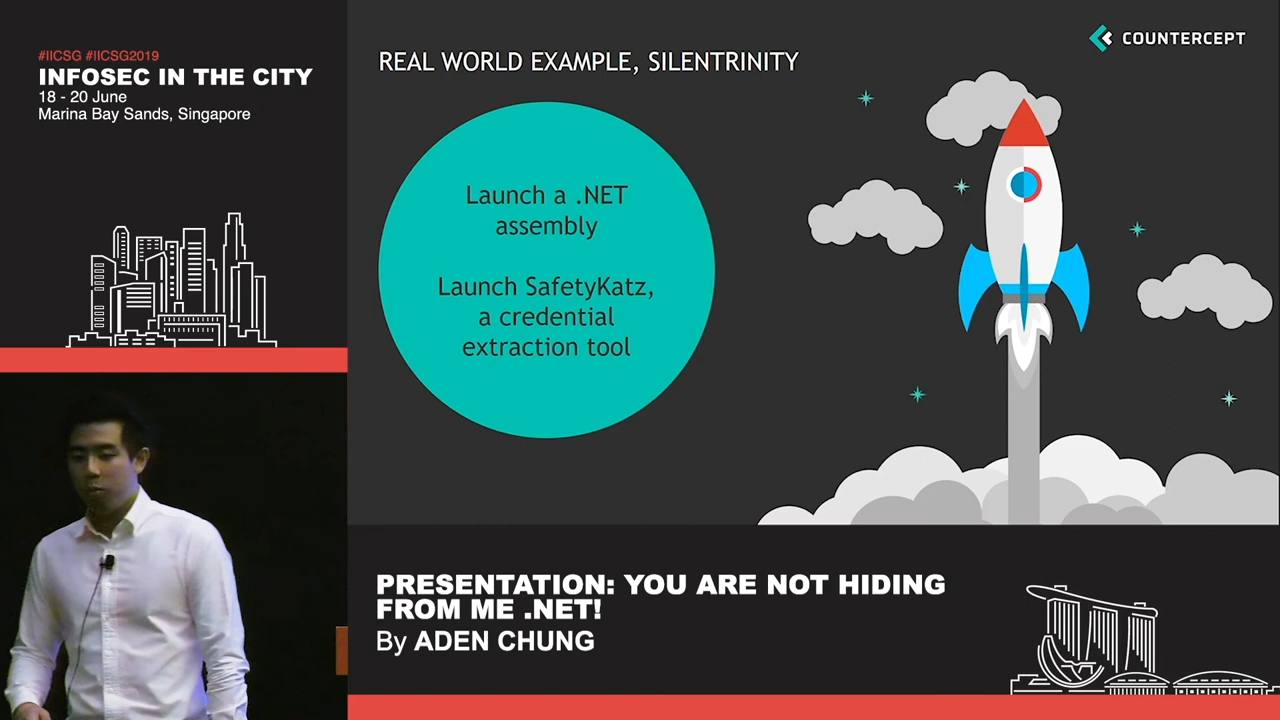 #IICSG #IICSG2019
INFOSEC IN THE CITY
18 - 20 June
Marina Bay Sands, Singapore
COUNTERCEPT
REAL WORLD EXAMPLE, SILENTRINITY
Launch a .NET
assembly
Launch SafetyKatz,
a credential
extraction tool
PRESENTATION: YOU ARE NOT HIDING
FROM ME .NET!
By ADEN CHUNG